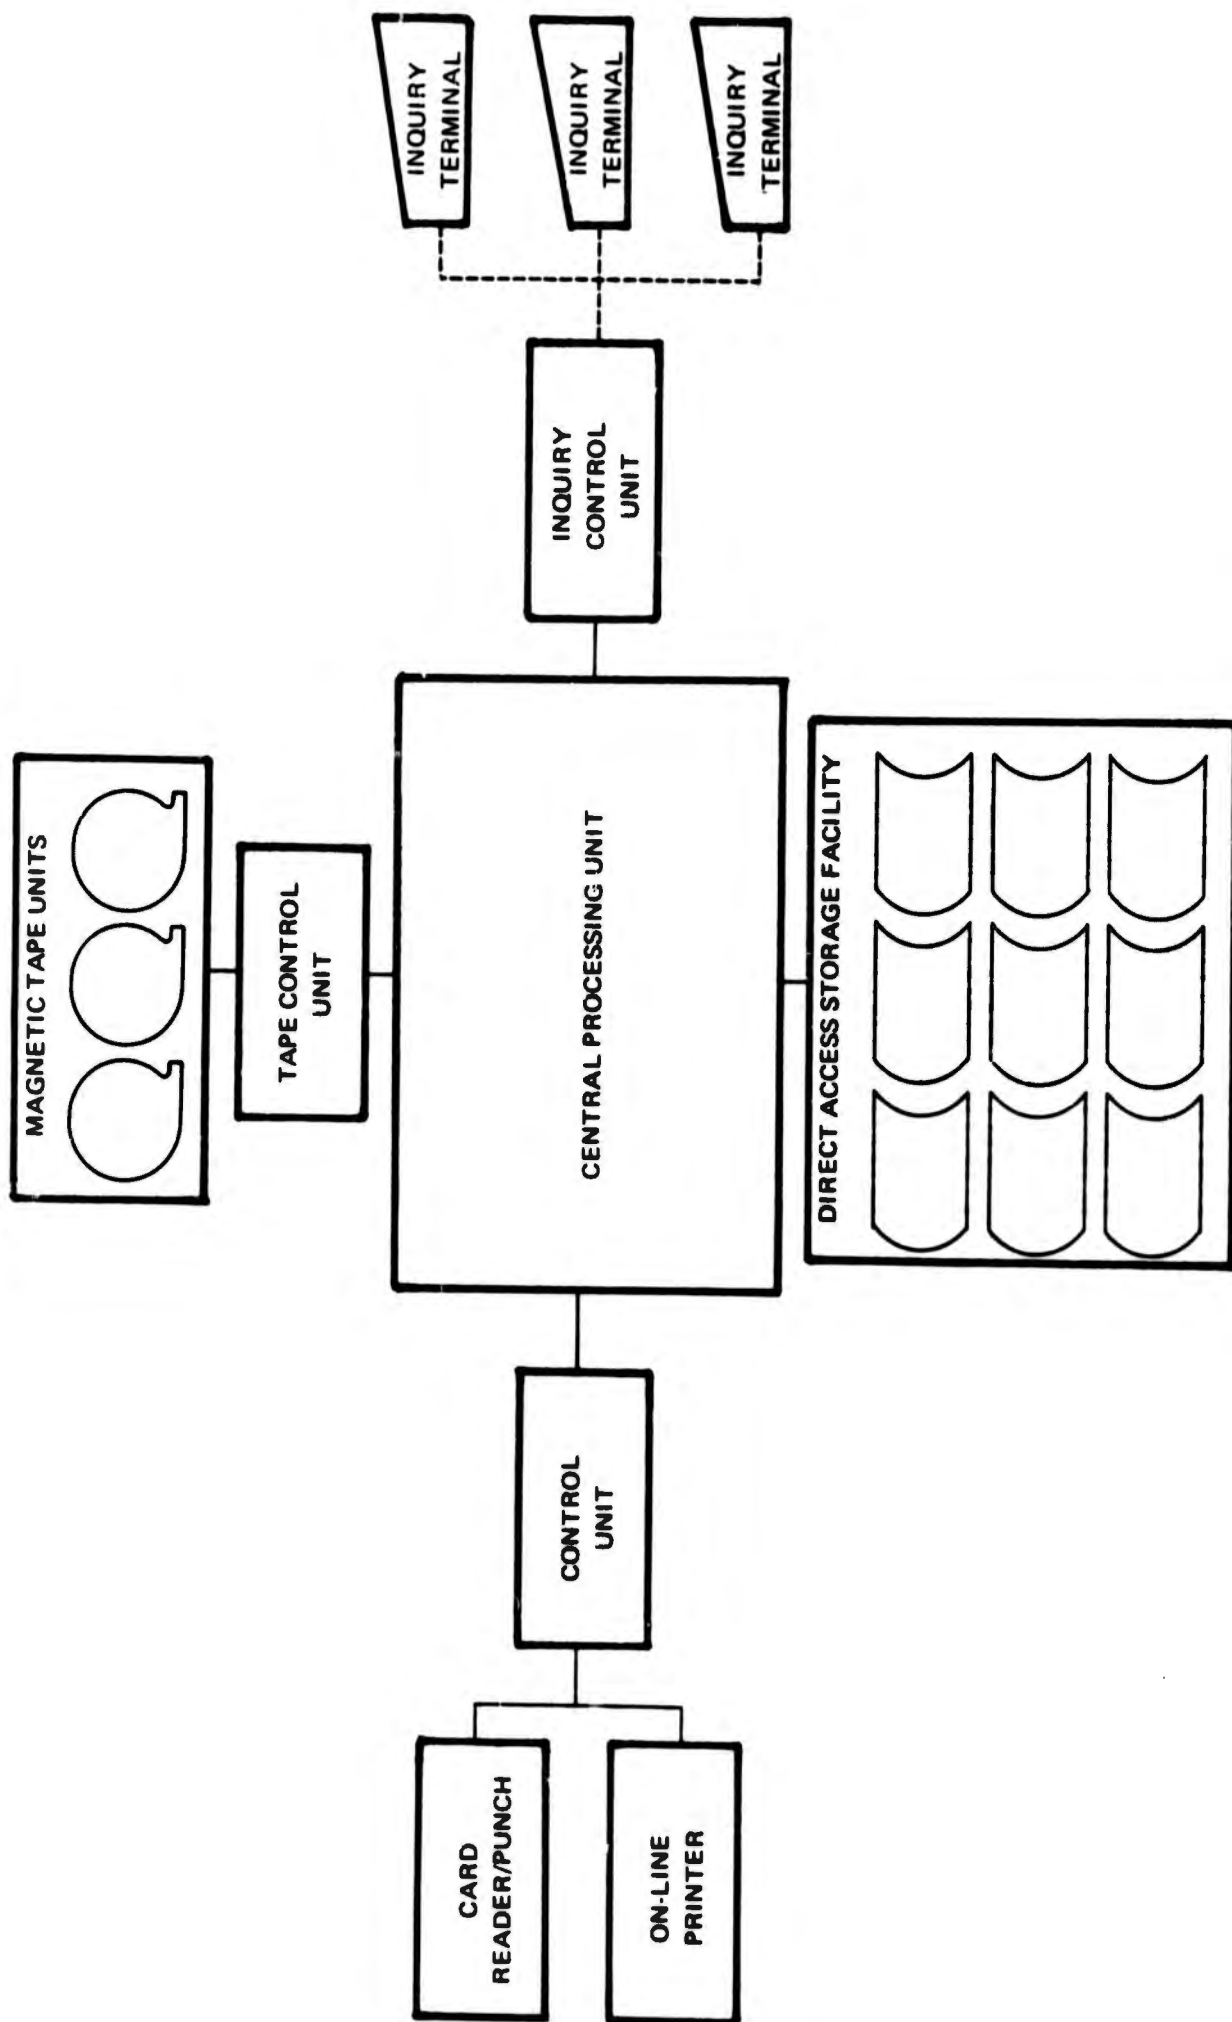 MAGNETIC TAPE UNITS
TAPE CONTROL
UNIT
CARD
READER/PUNCH
ON-LINE
PRINTER
CONTROL
UNIT
CENTRAL PROCESSING UNIT
INQUIRY
CONTROL
UNIT
INQUIRY
TERMINAL
INQUIRY
TERMINAL
INQUIRY
TERMINAL
DIRECT ACCESS STORAGE FACILITY